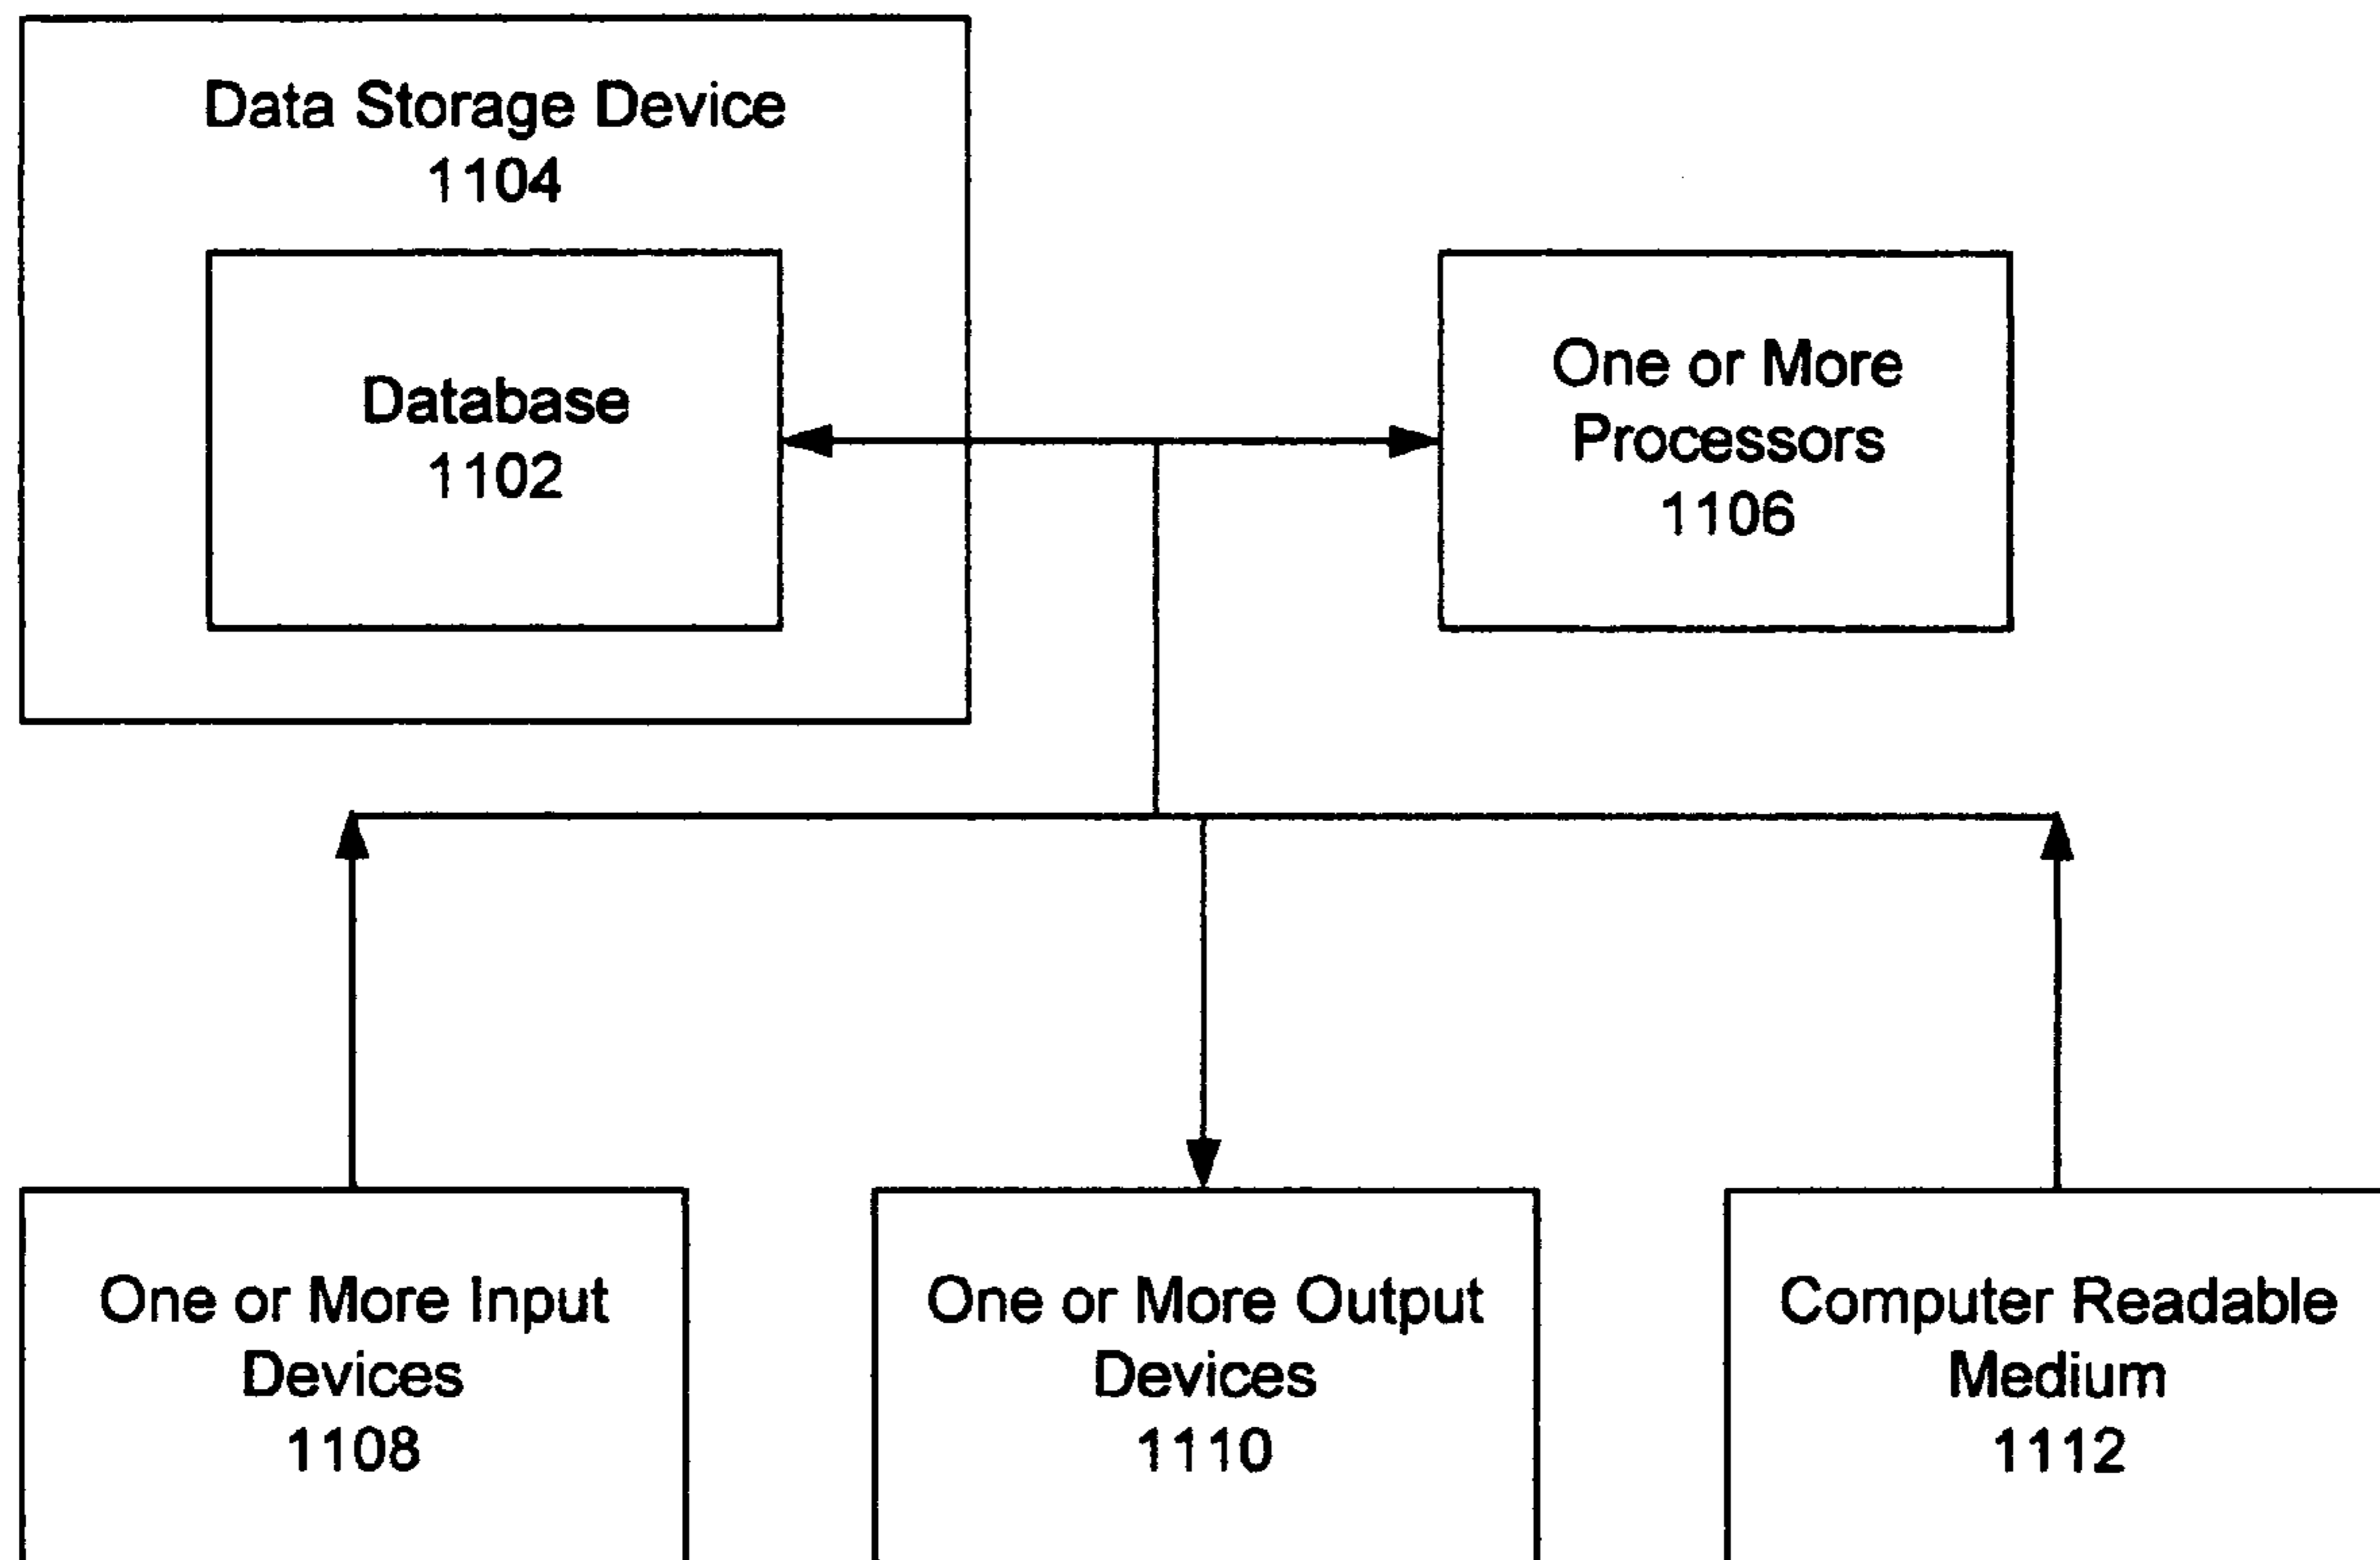 Data Storage Device
1104
Database
1102
One or More
Processors
1106
One or More Input
Devices
1108
One or More Output
Devices
1110
Computer Readable
Medium
1112